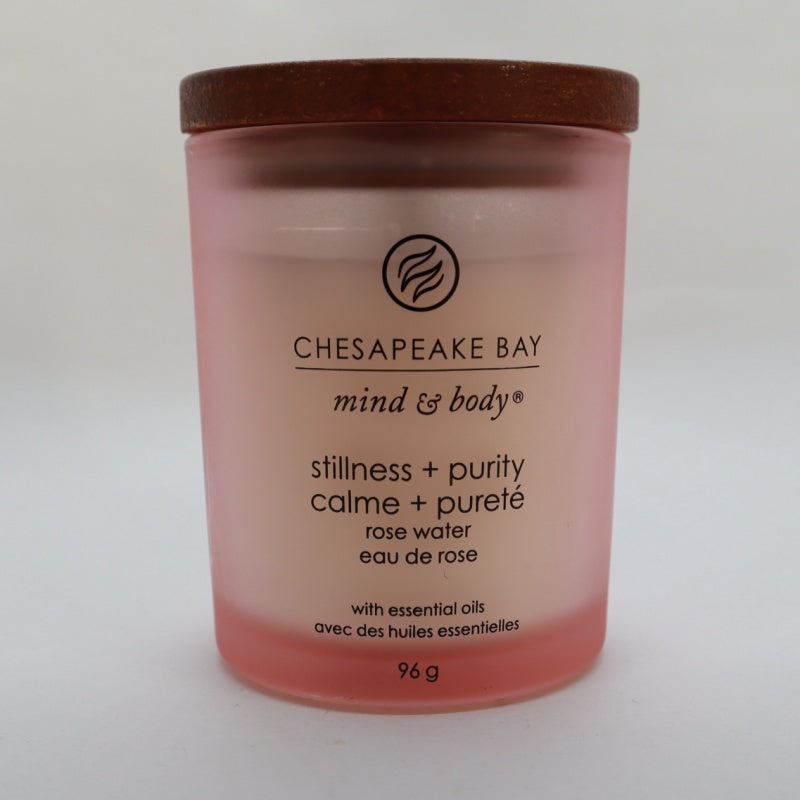 CHESAPEAKE BAY
mind & body®
stillness + purity
calme + pureté
rose water
eau de rose
with essential oils
avec des huiles essentielles
96 g